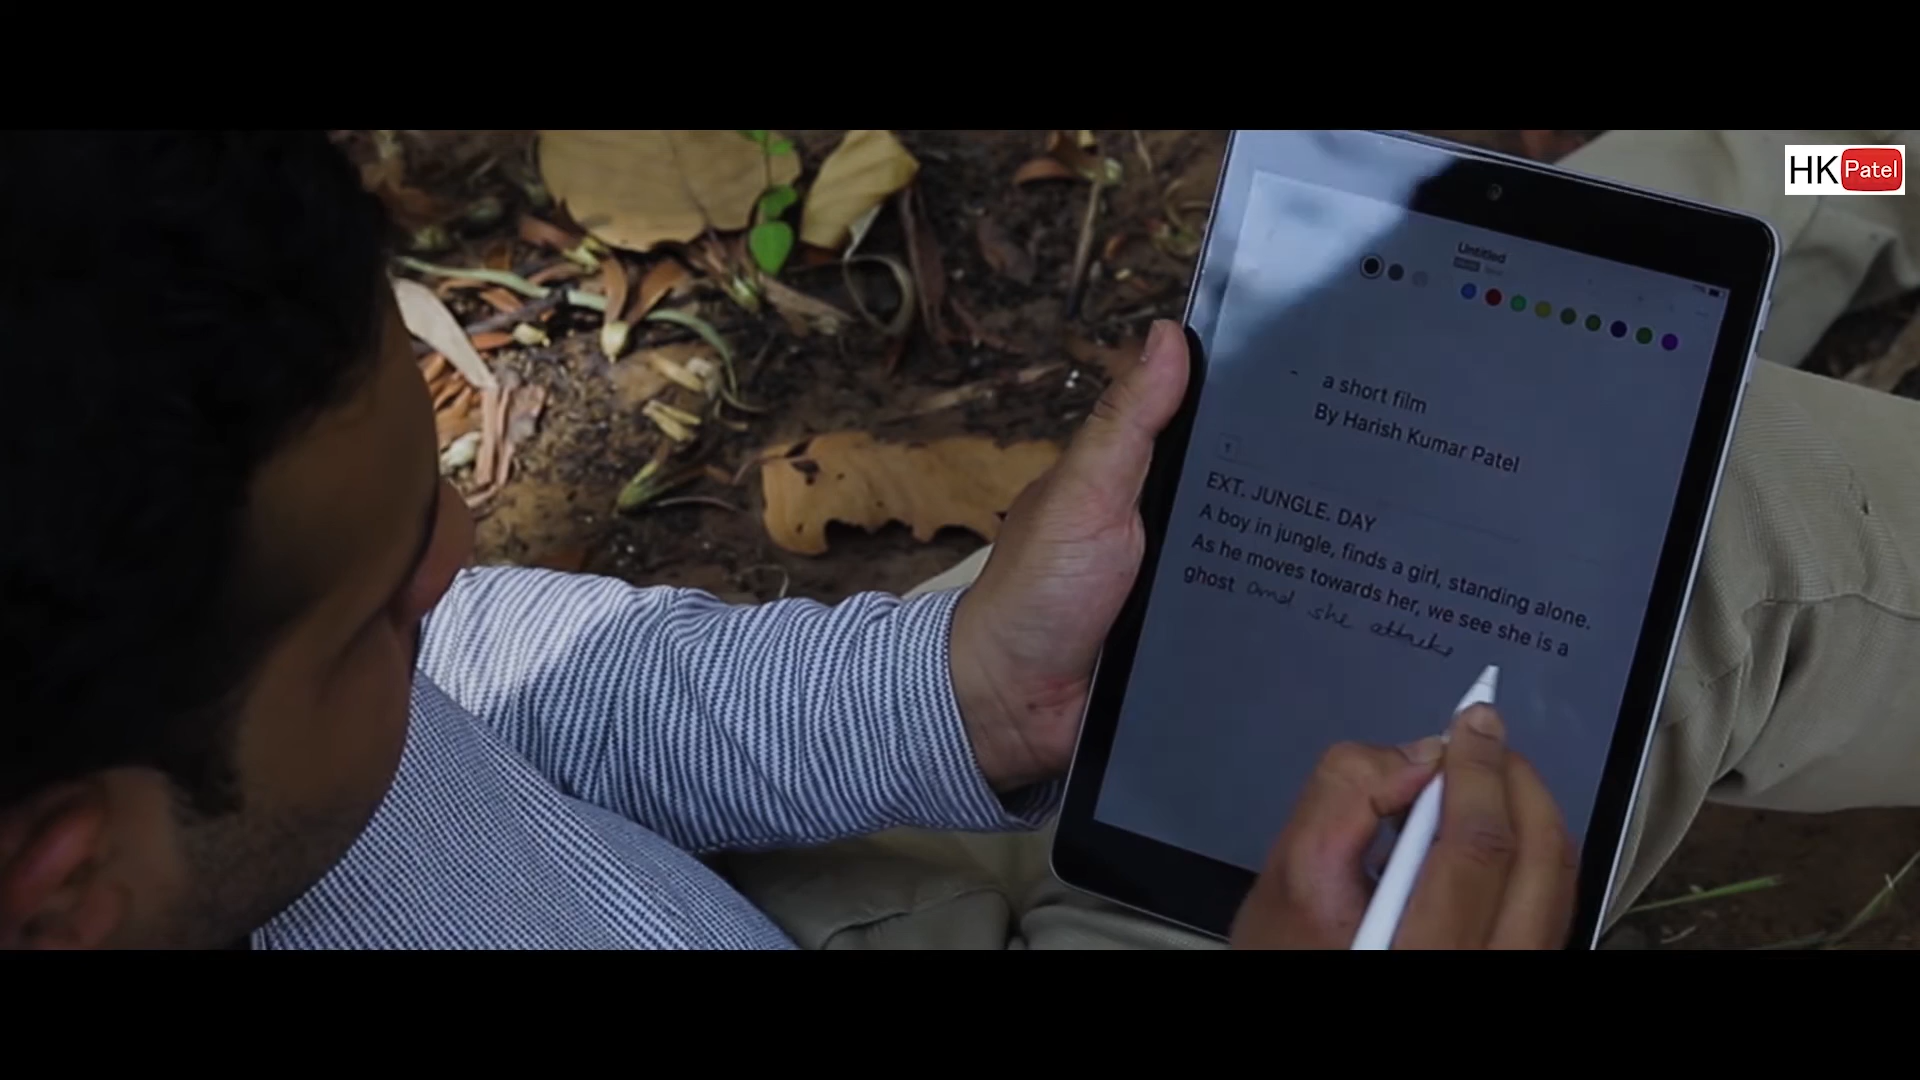 HK Patel
Untitled
- a short film
By Harish Kumar Patel
EXT. JUNGLE. DAY
A boy in jungle, finds a girl, standing alone.
As he moves towards her, we see she is a
ghost and she attacks